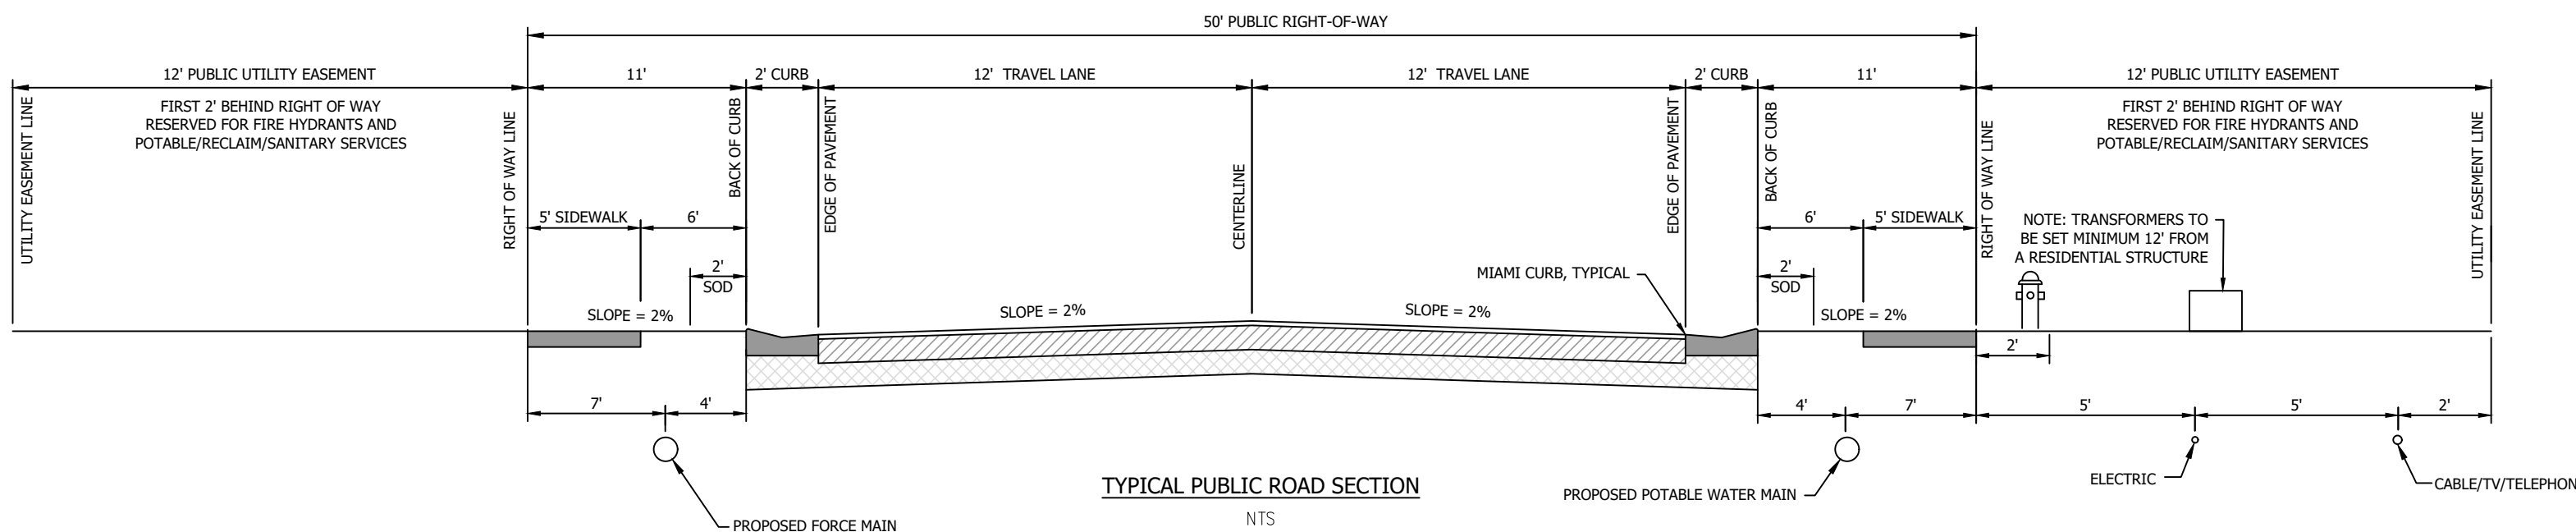 50' PUBLIC RIGHT-OF-WAY
12' PUBLIC UTILITY EASEMENT
11'
2' CURB
12' TRAVEL LANE
12' TRAVEL LANE
2' CURB
11'
12' PUBLIC UTILITY EASEMENT
UTILITY EASEMENT LINE
FIRST 2' BEHIND RIGHT OF WAY
RESERVED FOR FIRE HYDRANTS AND
POTABLE/RECLAIM/SANITARY SERVICES
RIGHT OF WAY LINE
BACK OF CURB
EDGE OF PAVEMENT
CENTERLINE
EDGE OF PAVEMENT
BACK OF CURB
RIGHT OF WAY LINE
FIRST 2' BEHIND RIGHT OF WAY
RESERVED FOR FIRE HYDRANTS AND
POTABLE/RECLAIM/SANITARY SERVICES
UTILITY EASEMENT LINE
5' SIDEWALK
6'
2'
SOD
SLOPE = 2%
SLOPE = 2%
SLOPE = 2%
MIAMI CURB, TYPICAL
6'
5' SIDEWALK
2'
SOD
SLOPE = 2%
NOTE: TRANSFORMERS TO
BE SET MINIMUM 12' FROM
A RESIDENTIAL STRUCTURE
2'
7'
4'
4'
7'
5'
5'
2'
PROPOSED FORCE MAIN
TYPICAL PUBLIC ROAD SECTION
NTS
PROPOSED POTABLE WATER MAIN
ELECTRIC
CABLE/TV/TELEPHON